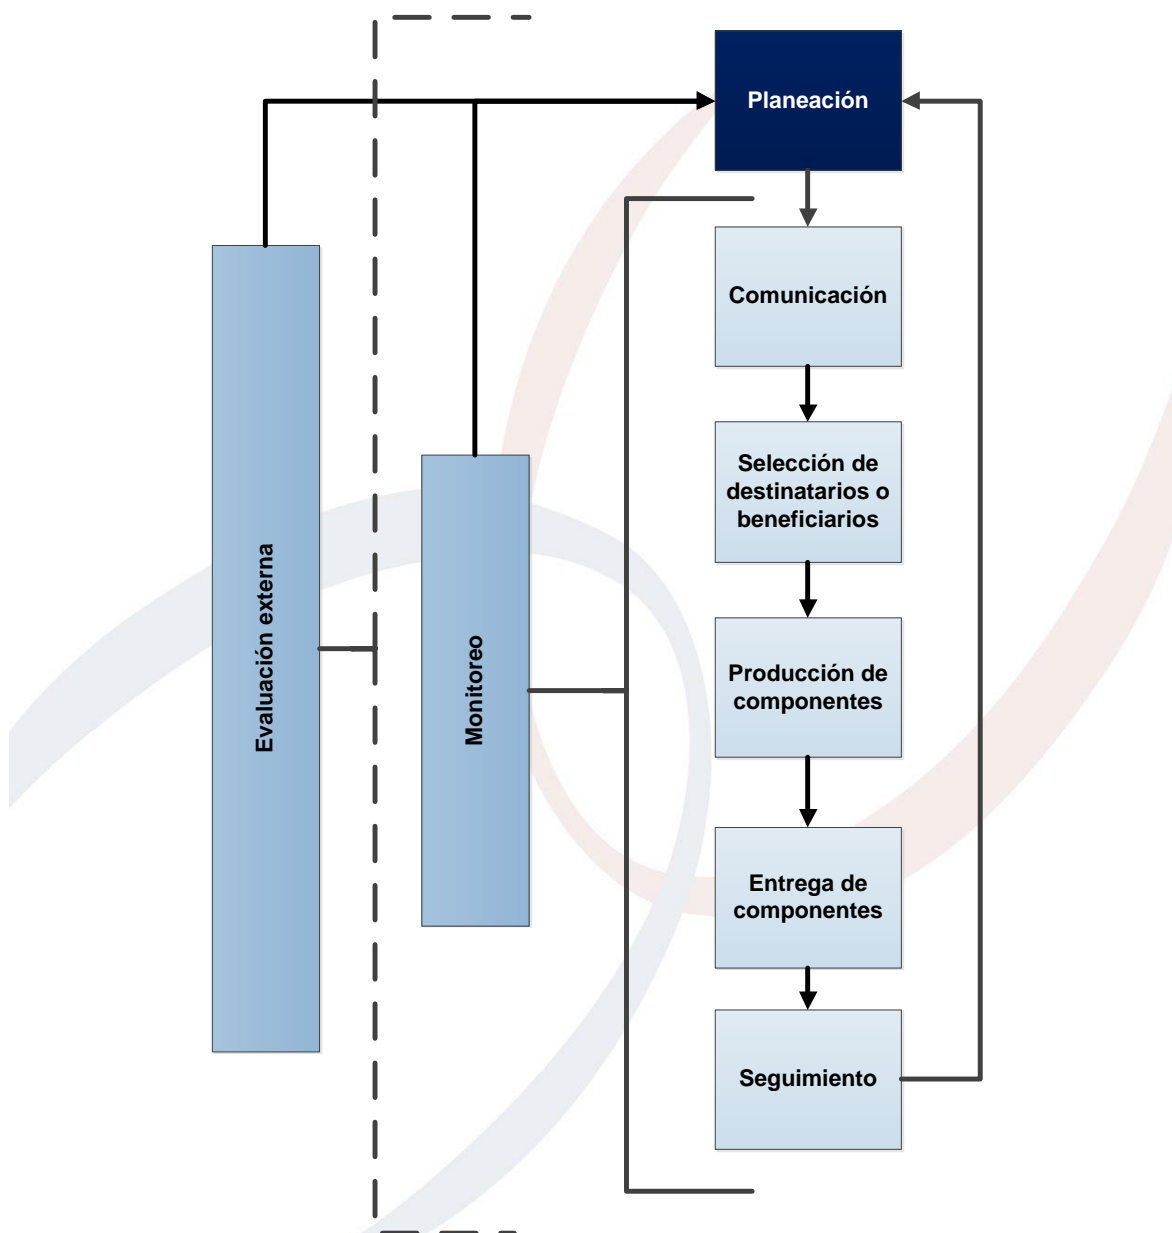 Planeación
Comunicación
Selección de
destinatarios o
beneficiarios
Producción de
componentes
Entrega de
componentes
Seguimiento
Evaluación externa
Monitoreo